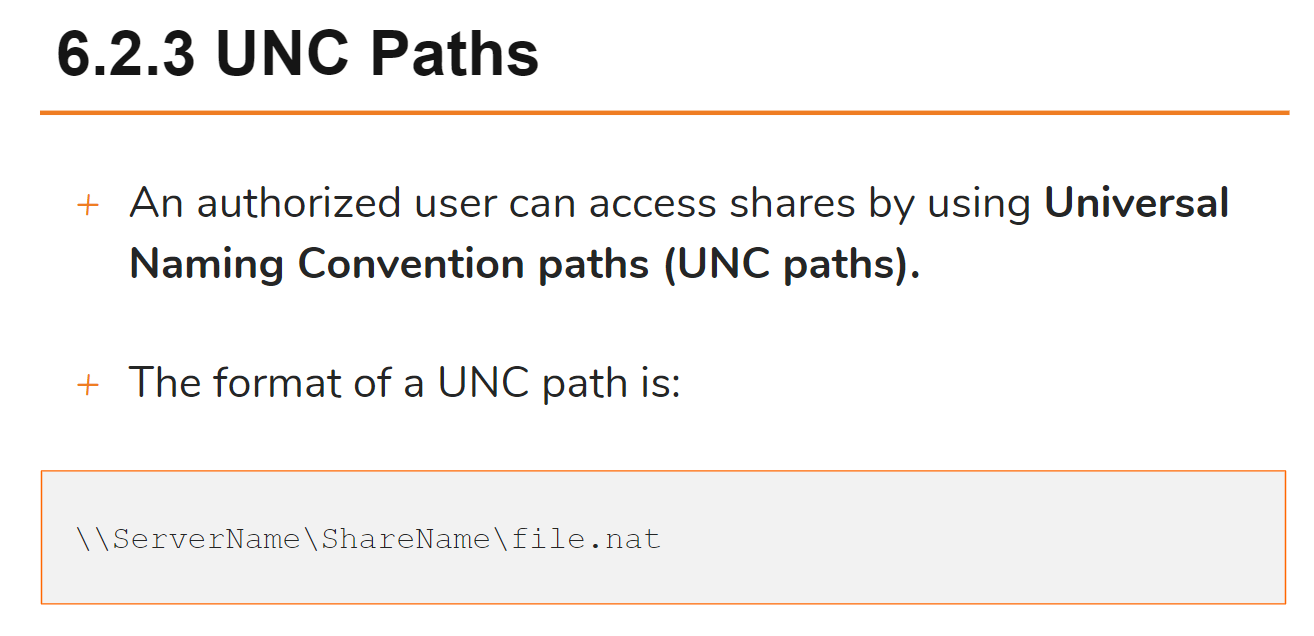 6.2.3 UNC Paths
+ An authorized user can access shares by using Universal
Naming Convention paths (UNC paths).
+ The format of a UNC path is:
\\ServerName\ShareName\file.nat